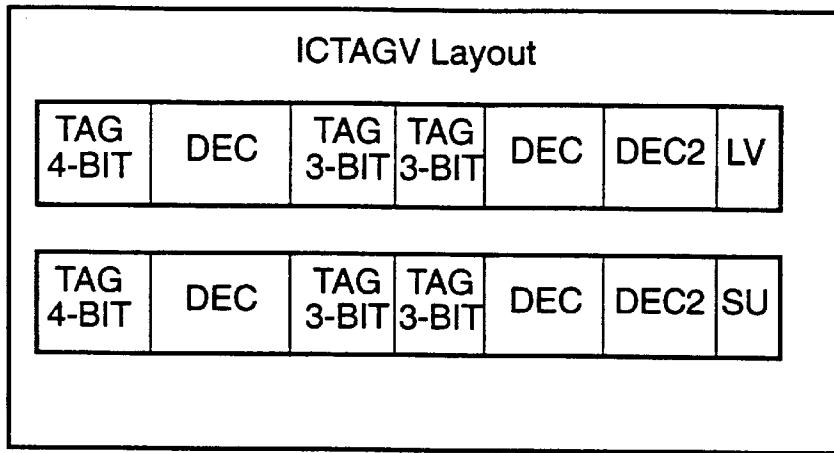 ICTAGV Layout
TAG TAG TAG
4-BIT DEC 3-BIT 3-BIT DEC DEC2 LV
TAG TAG TAG
4-BIT DEC 3-BIT 3-BIT DEC DEC2 SU